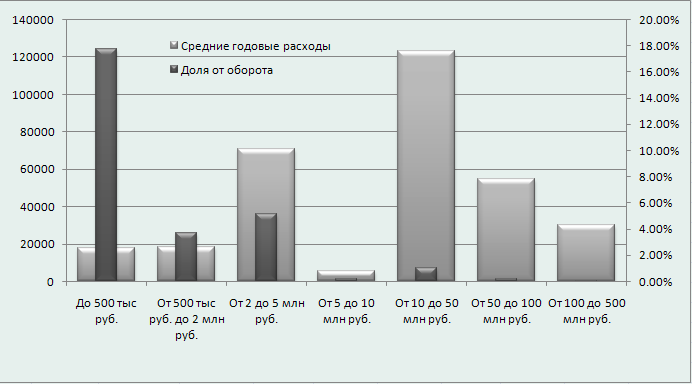 140000
120000
100000
80000
60000
40000
20000
0
Средние годовые расходы
Доля от оборота
20.00%
18.00%
16.00%
14.00%
12.00%
10.00%
8.00%
6.00%
4.00%
2.00%
0.00%
До 500 тыс
руб.
От 500 тыс
руб. до 2 млн
руб.
От 2 до 5 млн
руб.
От 5 до 10
млн руб.
От 10 до 50
млн руб.
От 50 до 100
млн руб.
От 100 до 500
млн руб.